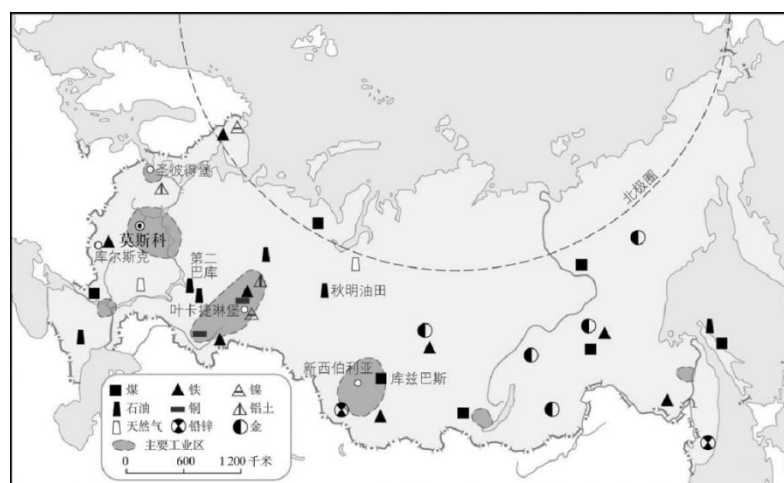 北极圈
圣彼得堡
莫斯科
库尔斯克
第二
巴库
秋明油田
叶卡捷琳堡
新西伯利亚
库兹巴斯
煤 铁 镍
石油 铜 铝土
天然气 铅锌 金
主要工业区
0 600 1 200 千米